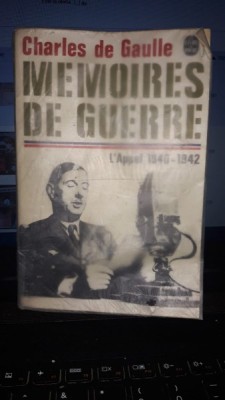 Charles de Gaulle
MEMOIRES
DE GUERRE
L'Appel 1940-1942